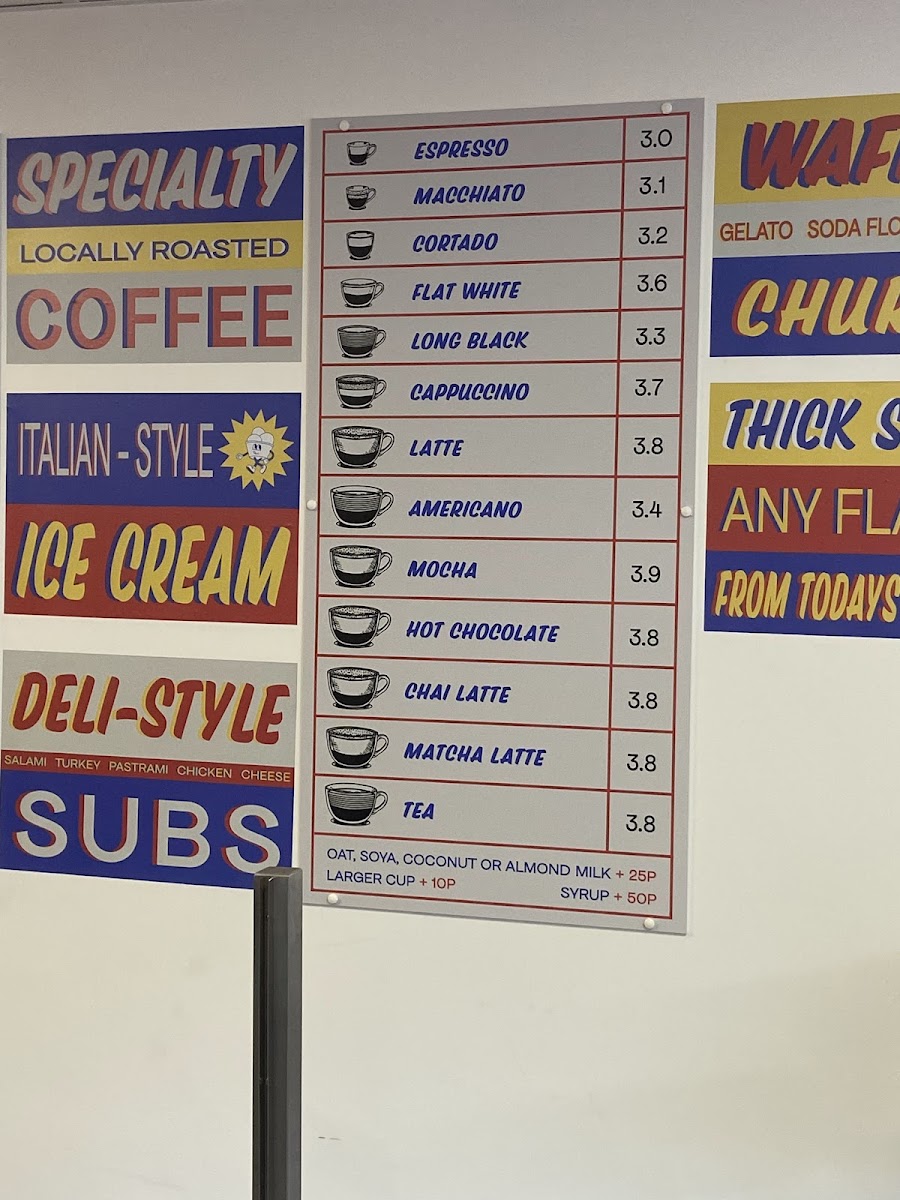 SPECIALTY
LOCALLY ROASTED
COFFEE
ITALIAN - STYLE
ICE CREAM
DELI-STYLE
SALAMI TURKEY PASTRAMI CHICKEN CHEESE
SUBS
ESPRESSO 3.0
MACCHIATO 3.1
CORTADO 3.2
FLAT WHITE 3.6
LONG BLACK 3.3
CAPPUCCINO 3.7
LATTE 3.8
AMERICANO 3.4
MOCHA 3.9
HOT CHOCOLATE 3.8
CHAI LATTE 3.8
MATCHA LATTE 3.8
TEA 3.8
OAT, SOYA, COCONUT OR ALMOND MILK + 25P
LARGER CUP + 10P SYRUP + 50P
GELATO SODA
THICK
ANY
FROM TODAYS